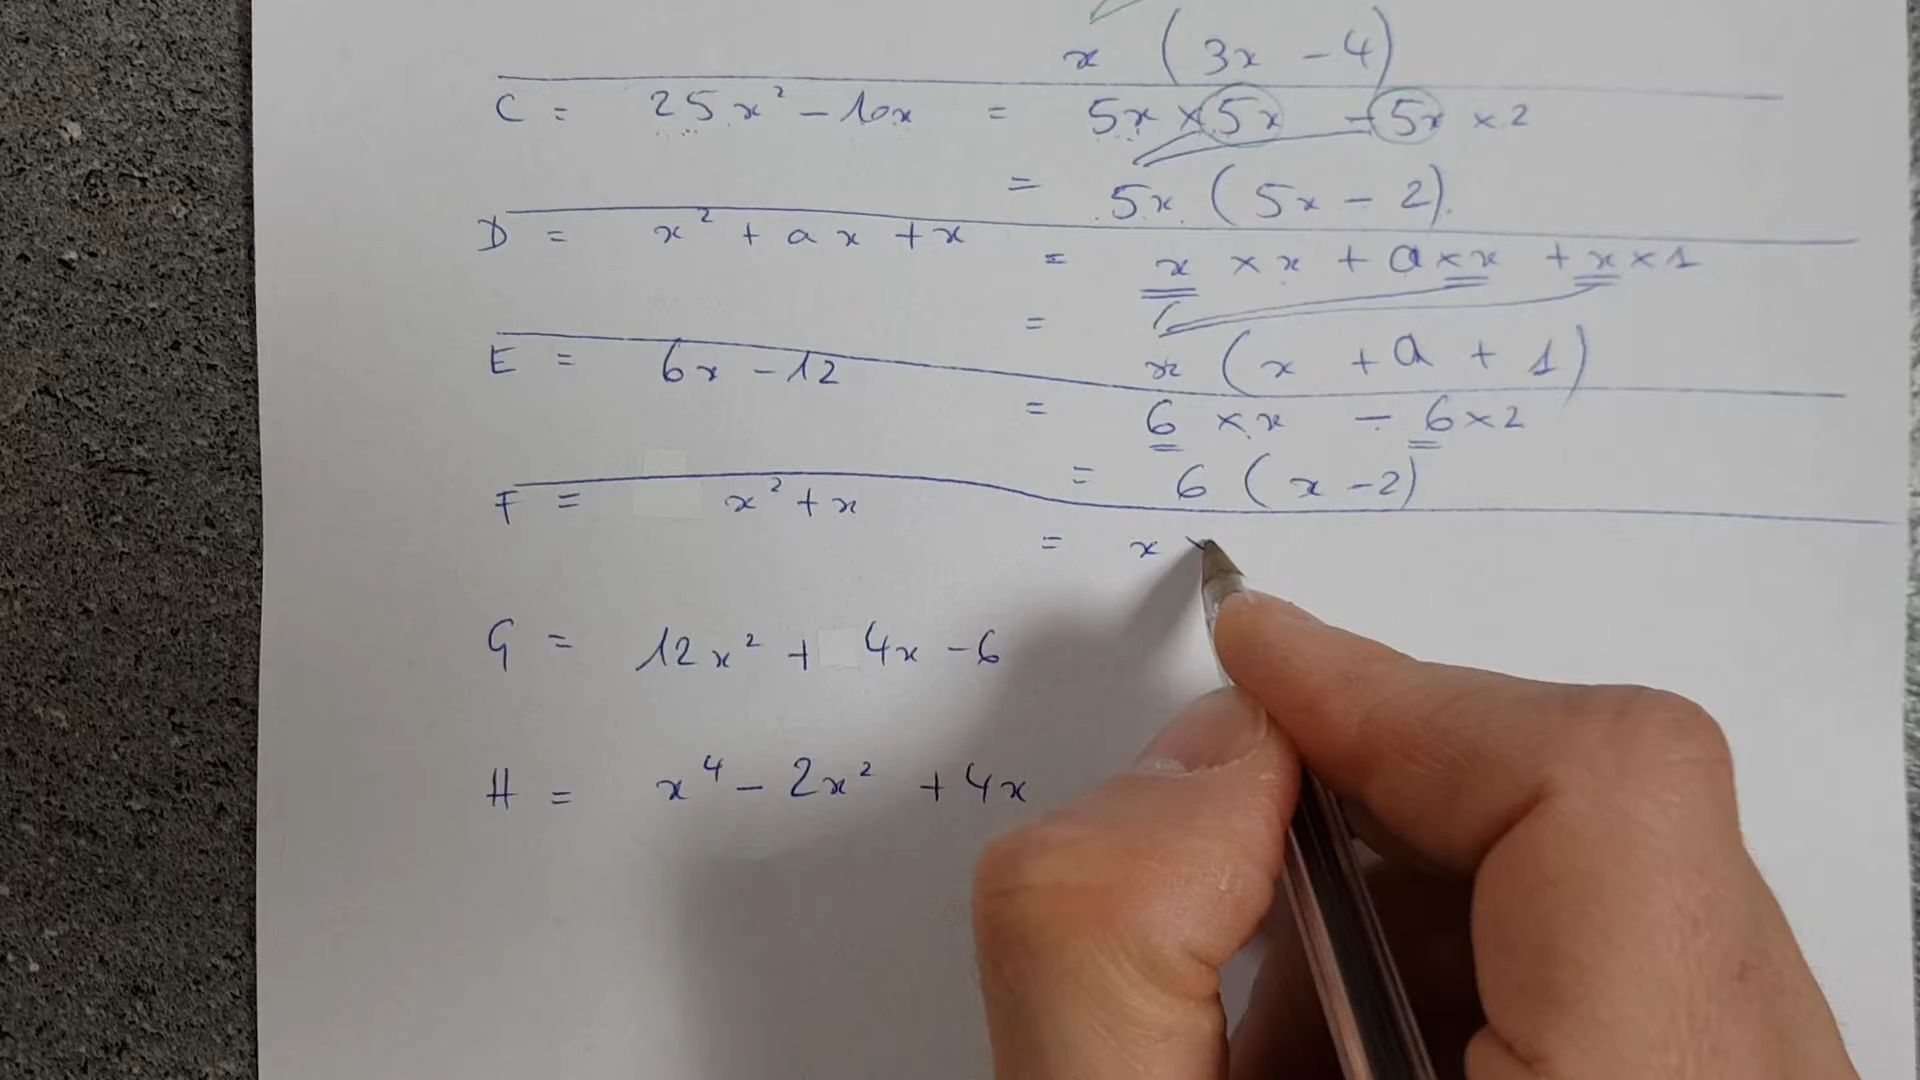 x (3x - 4)
C = 25x² - 10x = 5x × 5x - 5x × 2
= 5x (5x - 2)
D = x² + ax + x = x × x + a × x + x × 1
= x (x + a + 1)
E = 6x - 12 = 6 × x - 6 × 2
= 6 (x - 2)
F = x² + x
= x ×
G = 12x² + 4x - 6
H = x⁴ - 2x² + 4x